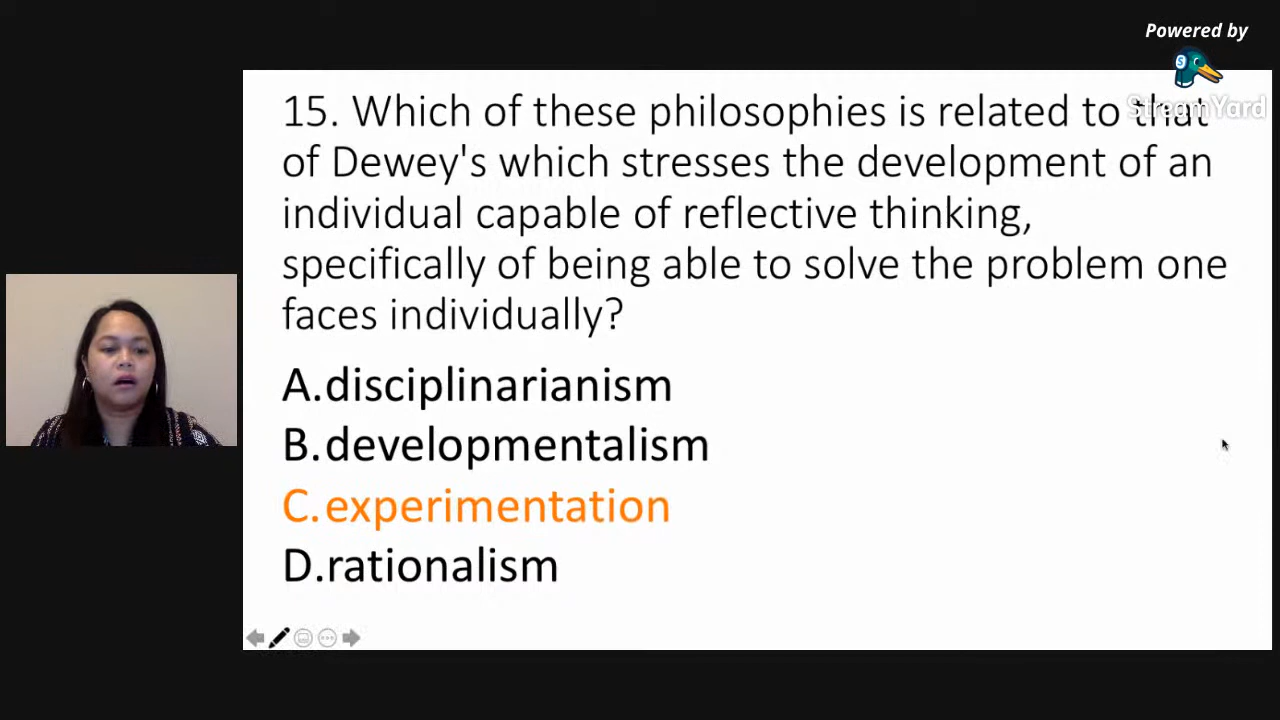 Powered by
StreamYard
15. Which of these philosophies is related to that
of Dewey's which stresses the development of an
individual capable of reflective thinking,
specifically of being able to solve the problem one
faces individually?
A.disciplinarianism
B.developmentalism
C.experimentation
D.rationalism